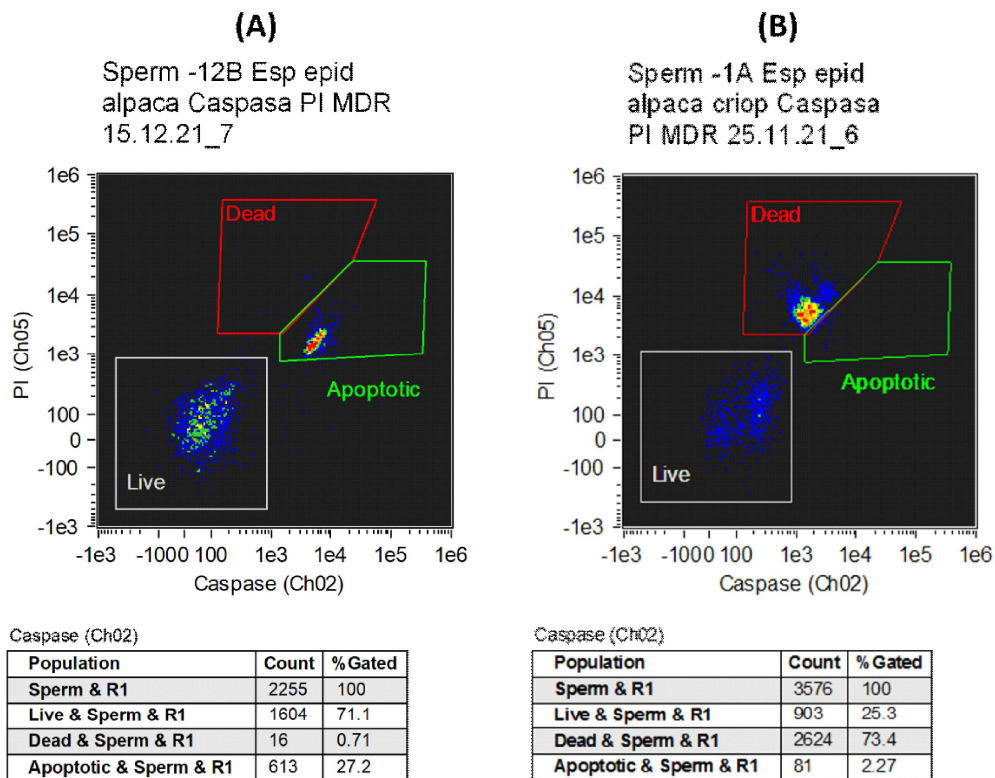 (A)
Sperm -12B Esp epid
alpaca Caspasa PI MDR
15.12.21_7
1e6
1e5
1e4
1e3
100
0
-100
-1e3
PI (Ch05)
Dead
Apoptotic
Live
-1e3 -1000 100 1e3 1e4 1e5 1e6
Caspase (Ch02)
Caspase (Ch02)
Population Count %Gated
Sperm & R1 2255 100
Live & Sperm & R1 1604 71.1
Dead & Sperm & R1 16 0.71
Apoptotic & Sperm & R1 613 27.2
(B)
Sperm -1A Esp epid
alpaca criop Caspasa
PI MDR 25.11.21_6
1e6
1e5
1e4
1e3
100
0
-100
-1e3
PI (Ch05)
Dead
Apoptotic
Live
-1e3 -1000 100 1e3 1e4 1e5 1e6
Caspase (Ch02)
Caspase (Ch02)
Population Count %Gated
Sperm & R1 3576 100
Live & Sperm & R1 903 25.3
Dead & Sperm & R1 2624 73.4
Apoptotic & Sperm & R1 81 2.27